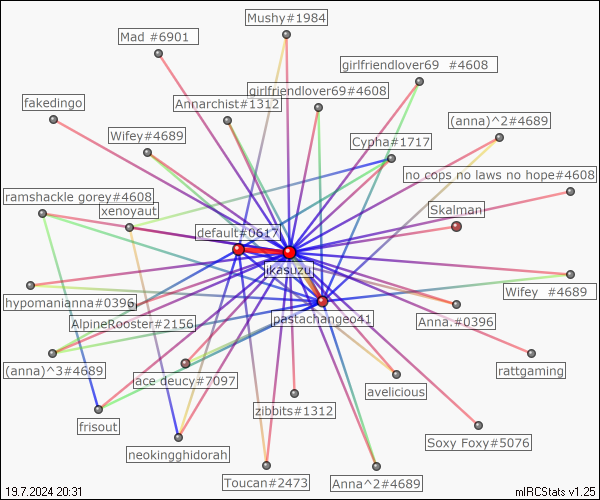 Mushy#1984
Mad #6901
girlfriendlover69 #4608
girlfriendlover69#4608
fakedingo
Annarchist#1312
(anna)^2#4689
Wifey#4689
Cypha#1717
no cops no laws no hope#4608
ramshackle gorey#4608
xenoyaut
Skalman
default#0617
ikasuzu
Wifey #4689
hypomanianna#0396
AlpineRooster#2156
pastachangeo41
Anna.#0396
(anna)^3#4689
ace deucy#7097
rattgaming
avelicious
zibbits#1312
frisout
Soxy Foxy#5076
neokingghidorah
Toucan#2473
Anna^2#4689
19.7.2024 20:31
mIRCStats v1.25